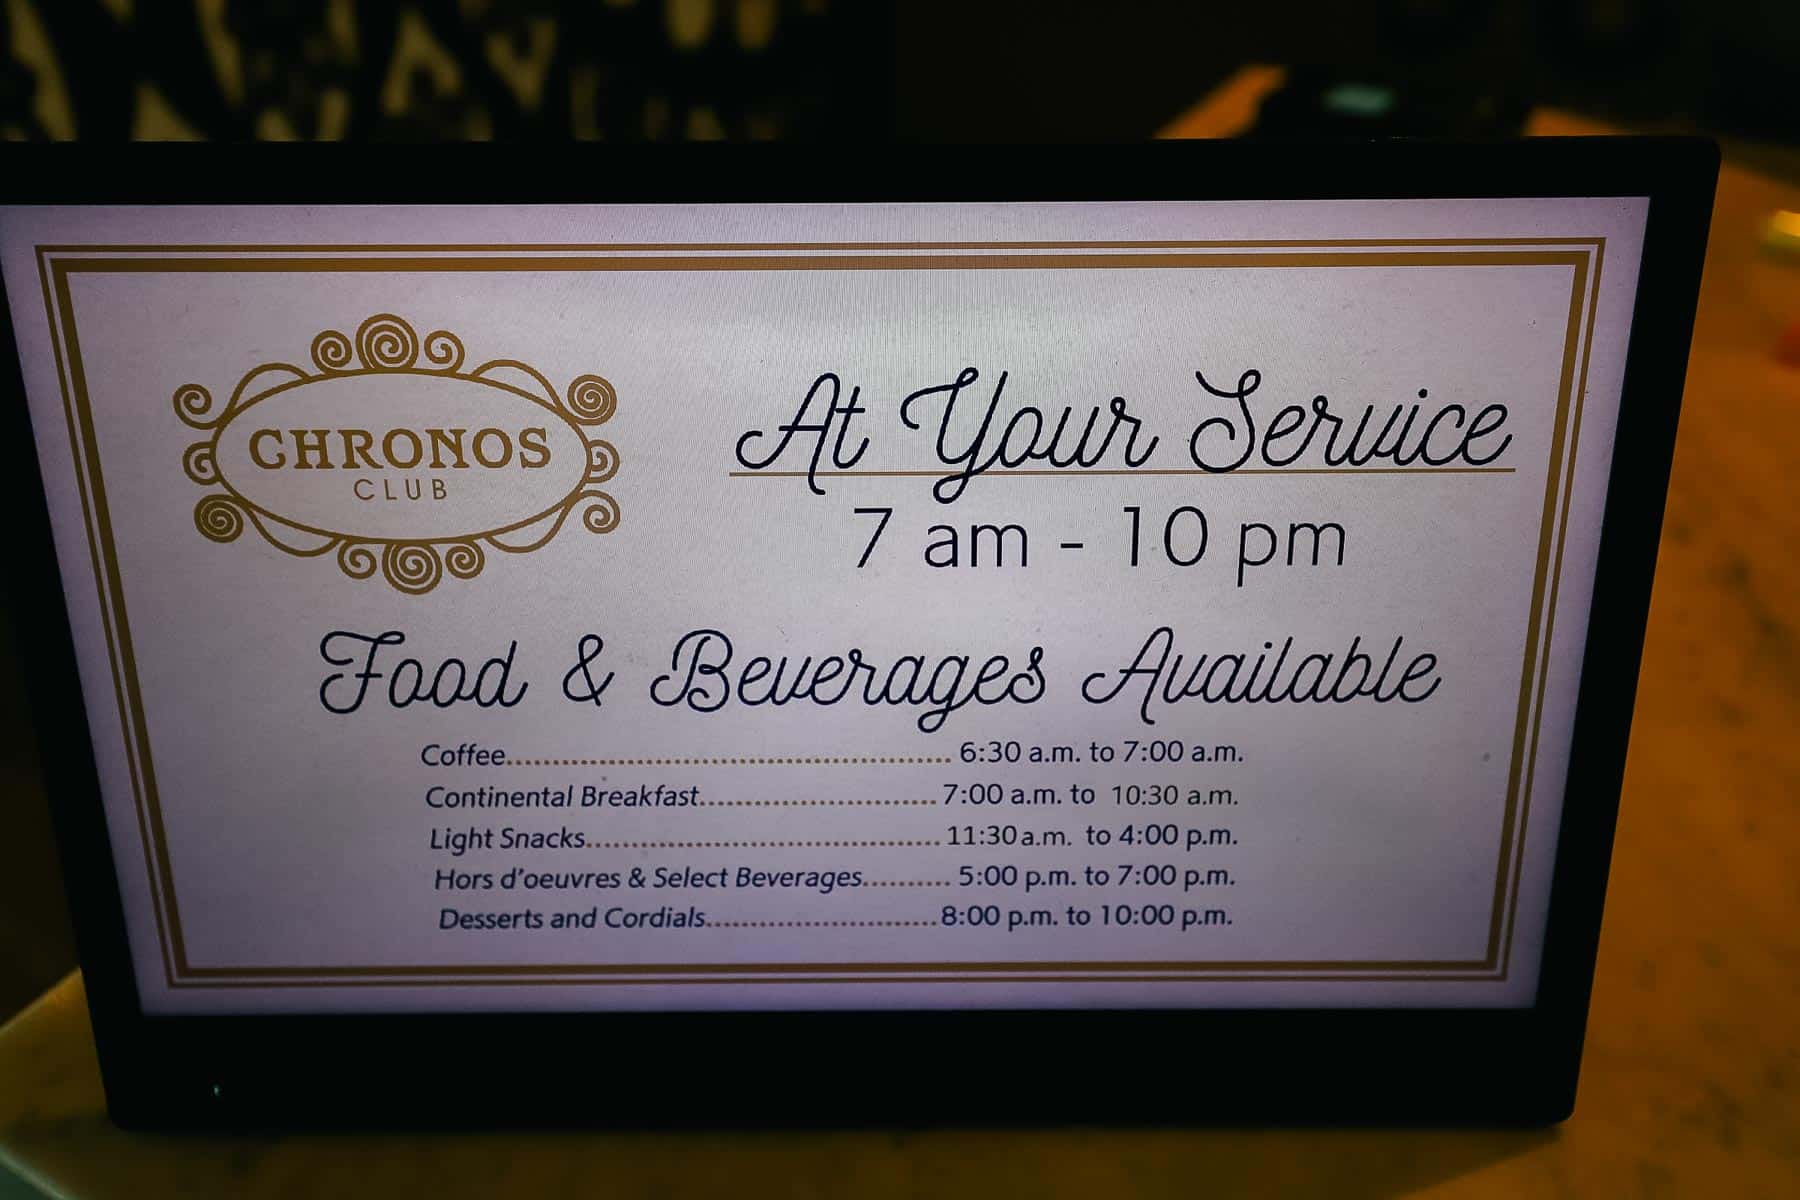 CHRONOS
CLUB
At Your Service
7 am - 10 pm
Food & Beverages Available
Coffee.................................................. 6:30 a.m. to 7:00 a.m.
Continental Breakfast.......................... 7:00 a.m. to 10:30 a.m.
Light Snacks....................................... 11:30 a.m. to 4:00 p.m.
Hors d'oeuvres & Select Beverages.......... 5:00 p.m. to 7:00 p.m.
Desserts and Cordials......................... 8:00 p.m. to 10:00 p.m.